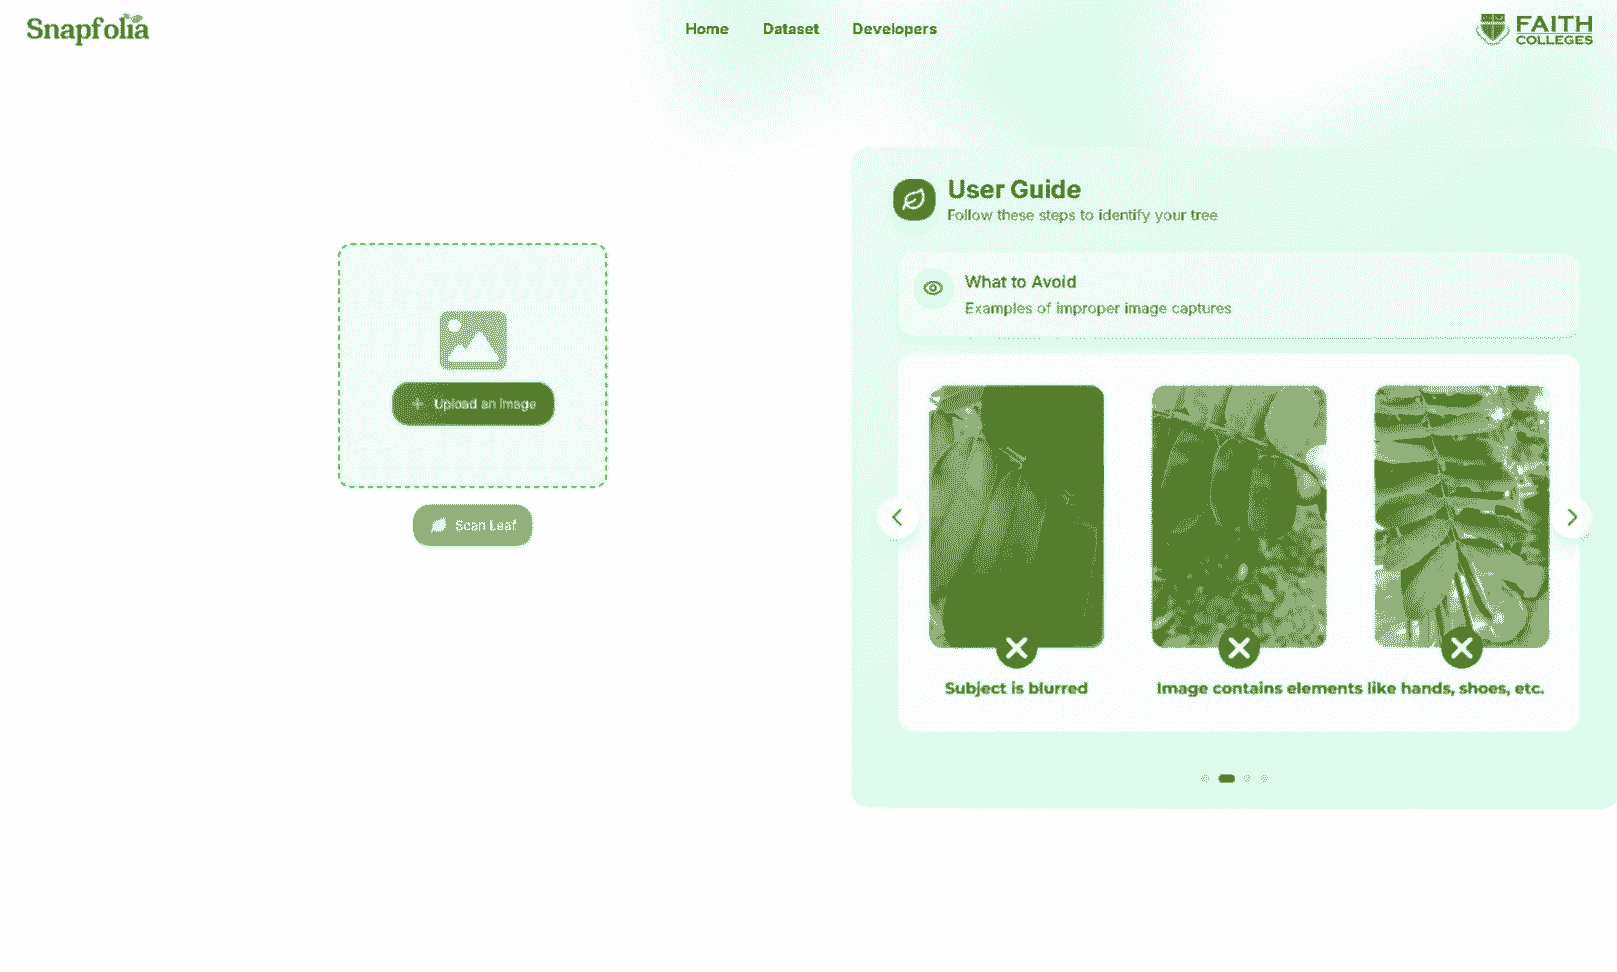 Snapfolia
Home
Dataset
Developers
FAITH
COLLEGES
User Guide
Follow these steps to identify your tree
What to Avoid
Examples of improper image captures
Upload an Image
Scan Leaf
Subject is blurred
Image contains elements like hands, shoes, etc.